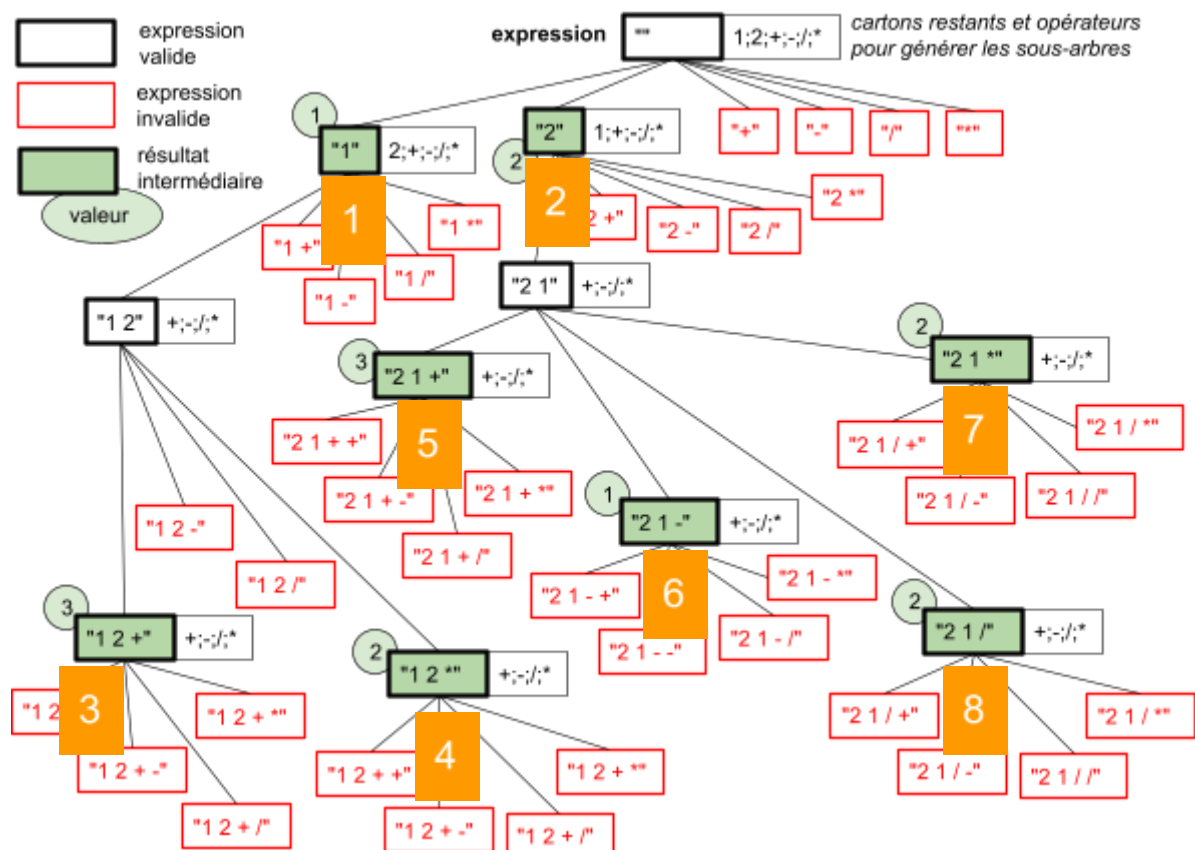 expression
valide
expression
invalide
résultat
intermédiaire
valeur
expression
""
1;2;+;-;/;*
cartons restants et opérateurs
pour générer les sous-arbres
1
"1"
2;+;-;/;*
2
"2"
1;+;-;/;*
"+"
"-"
"/"
"*"
1
"1 +"
"1 -"
"1 /"
"1 *"
2
2 +"
"2 -"
"2 /"
"2 *"
"1 2"
+;-;/;*
"2 1"
+;-;/;*
3
"2 1 +"
+;-;/;*
2
"2 1 *"
+;-;/;*
"2 1 + +"
5
"2 1 + -"
"2 1 + *"
"2 1 + /"
"2 1 / +"
7
"2 1 / *"
"2 1 / -"
"2 1 / /"
"1 2 -"
"1 2 /"
1
"2 1 -"
+;-;/;*
"2 1 - +"
6
"2 1 - *"
"2 1 - -"
"2 1 - /"
3
"1 2 +"
+;-;/;*
2
"1 2 *"
+;-;/;*
2
"2 1 /"
+;-;/;*
"1 2
3
"1 2 + *"
"1 2 + -"
"1 2 + /"
4
"1 2 + +"
"1 2 + *"
"1 2 + -"
"1 2 + /"
"2 1 / +"
8
"2 1 / *"
"2 1 / -"
"2 1 / /"